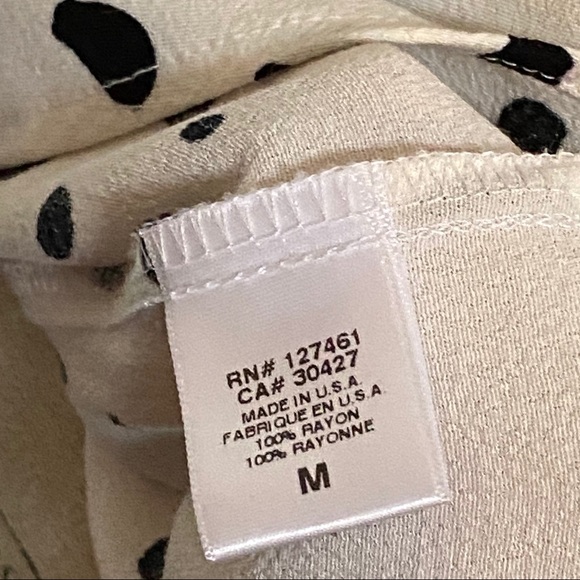 RN# 127461
CA# 30427
MADE IN U.S.A.
FABRIQUE EN U.S.A.
100% RAYON
100% RAYONNE
M